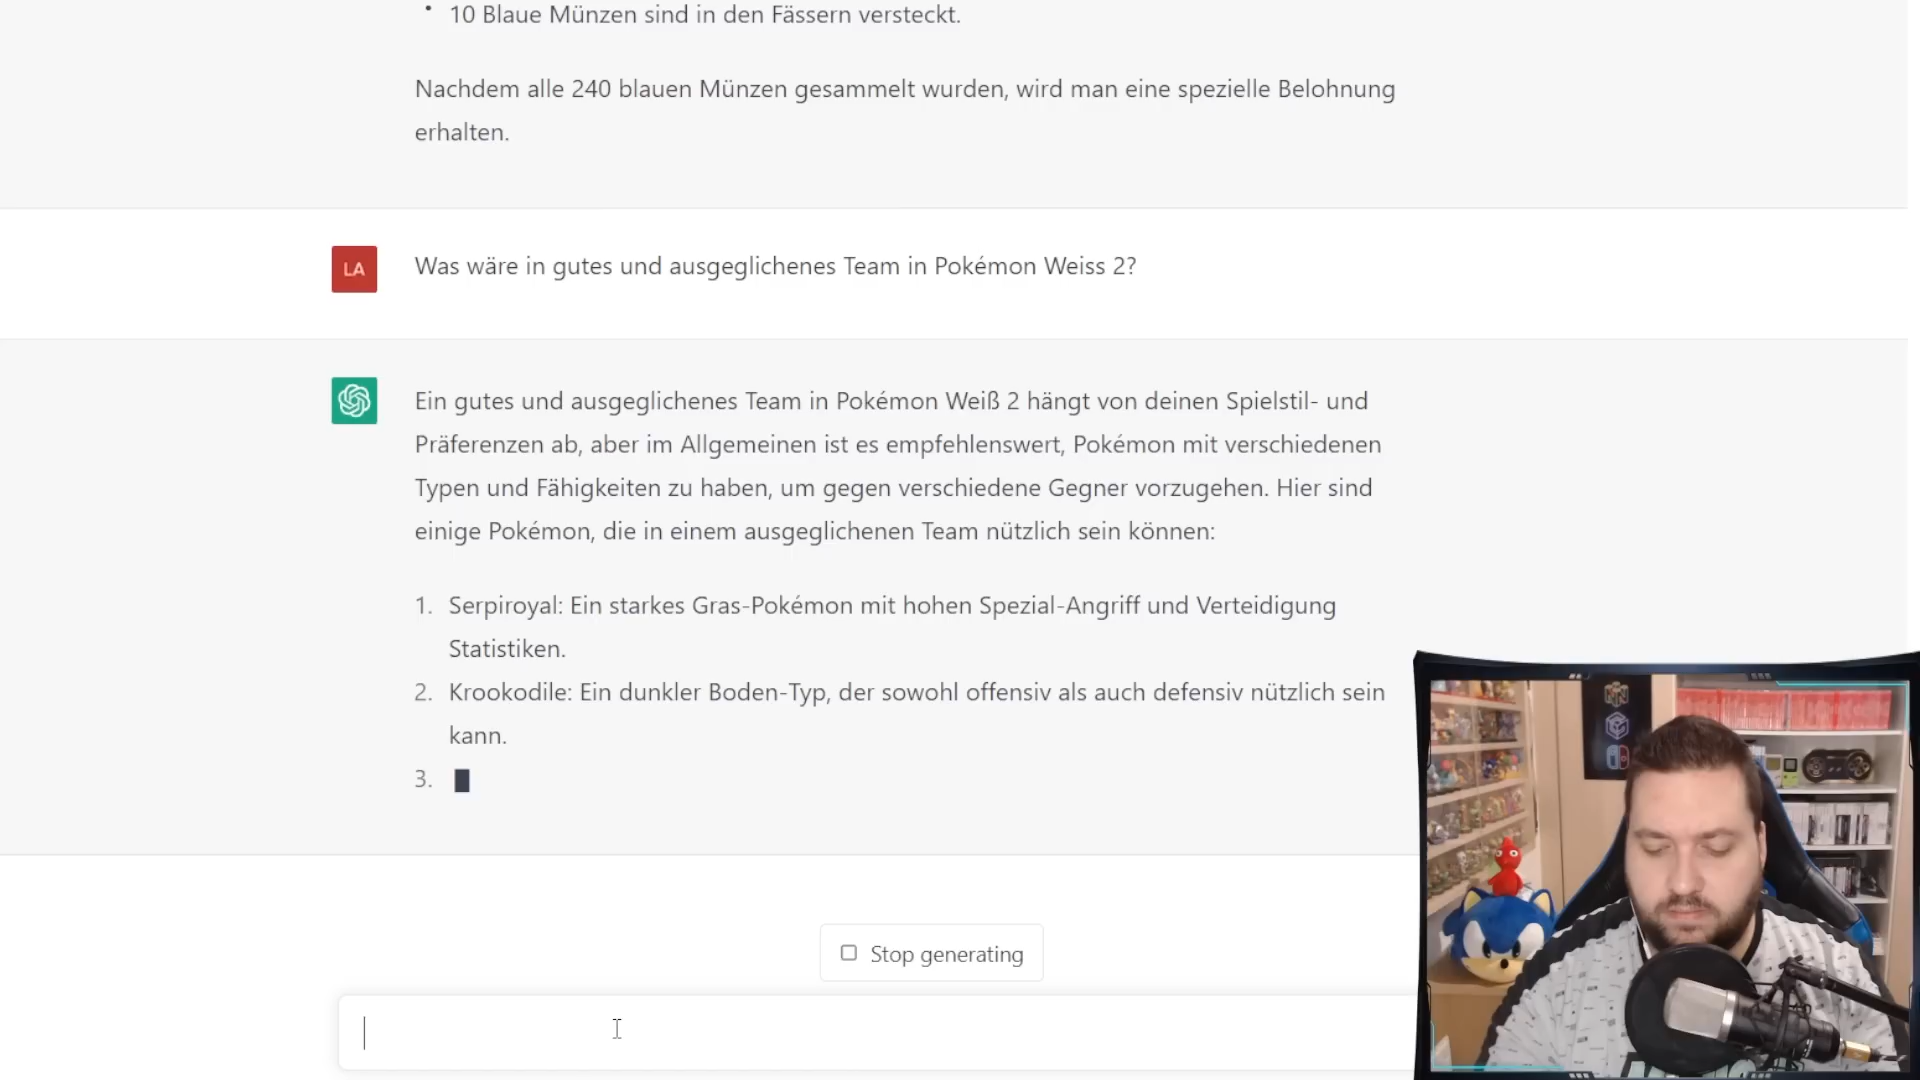 10 Blaue Münzen sind in den Fässern versteckt.
Nachdem alle 240 blauen Münzen gesammelt wurden, wird man eine spezielle Belohnung
erhalten.
LA
Was wäre in gutes und ausgeglichenes Team in Pokémon Weiss 2?
Ein gutes und ausgeglichenes Team in Pokémon Weiß 2 hängt von deinen Spielstil- und
Präferenzen ab, aber im Allgemeinen ist es empfehlenswert, Pokémon mit verschiedenen
Typen und Fähigkeiten zu haben, um gegen verschiedene Gegner vorzugehen. Hier sind
einige Pokémon, die in einem ausgeglichenen Team nützlich sein können:
1. Serpiroyal: Ein starkes Gras-Pokémon mit hohen Spezial-Angriff und Verteidigung
Statistiken.
2. Krookodile: Ein dunkler Boden-Typ, der sowohl offensiv als auch defensiv nützlich sein
kann.
3.
Stop generating